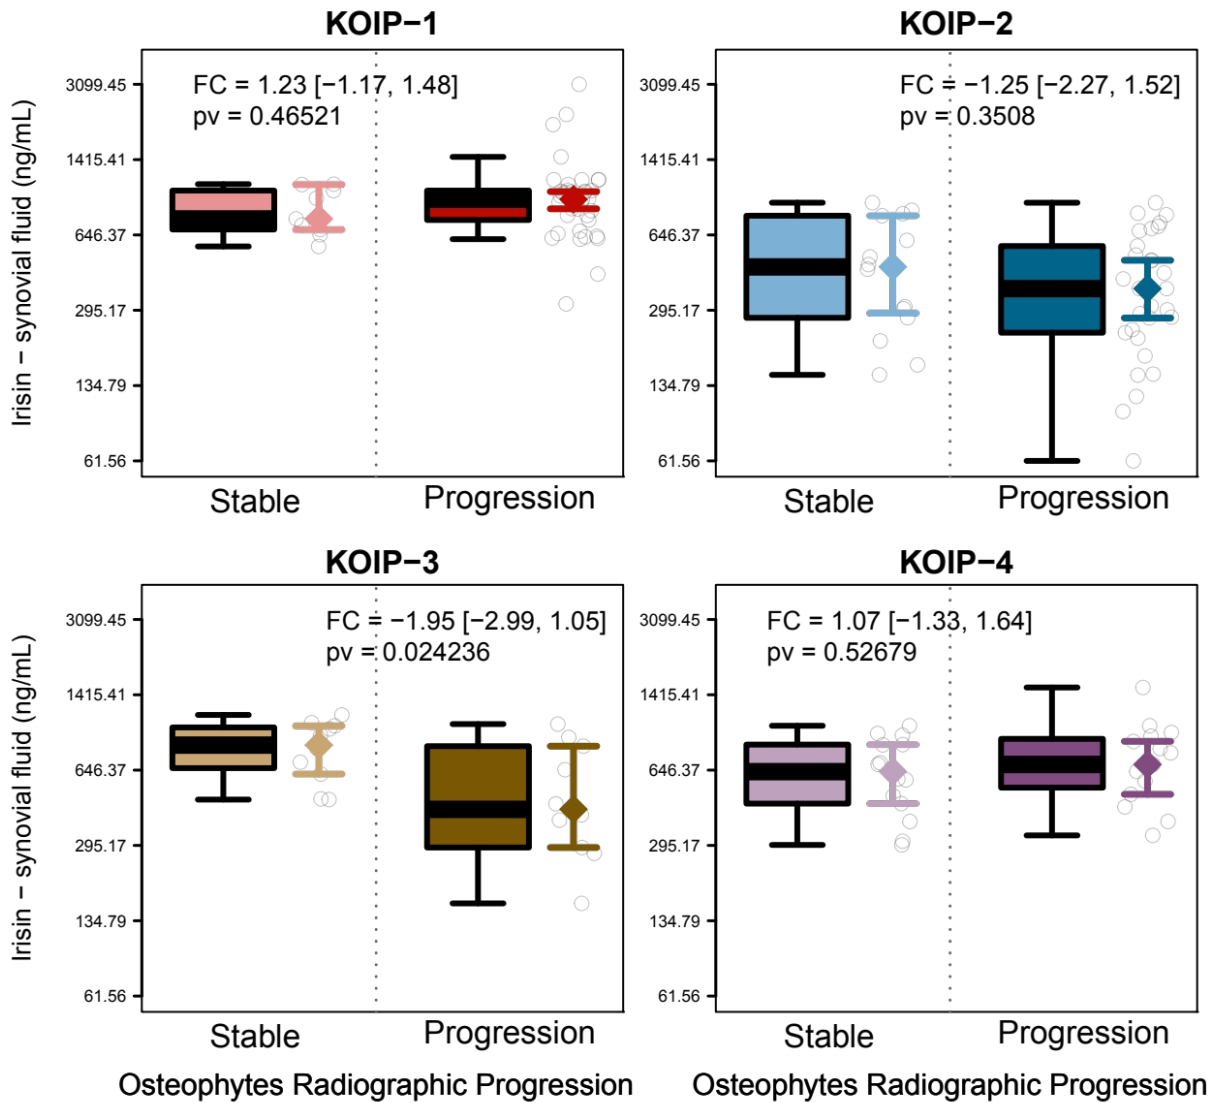 KOIP−1
FC = 1.23 [−1.17, 1.48]
pv = 0.46521
Irisin − synovial fluid (ng/mL)
3099.45
1415.41
646.37
295.17
134.79
61.56
Stable
Progression
KOIP−2
FC = −1.25 [−2.27, 1.52]
pv = 0.3508
3099.45
1415.41
646.37
295.17
134.79
61.56
Stable
Progression
KOIP−3
FC = −1.95 [−2.99, 1.05]
pv = 0.024236
Irisin − synovial fluid (ng/mL)
3099.45
1415.41
646.37
295.17
134.79
61.56
Stable
Progression
Osteophytes Radiographic Progression
KOIP−4
FC = 1.07 [−1.33, 1.64]
pv = 0.52679
3099.45
1415.41
646.37
295.17
134.79
61.56
Stable
Progression
Osteophytes Radiographic Progression